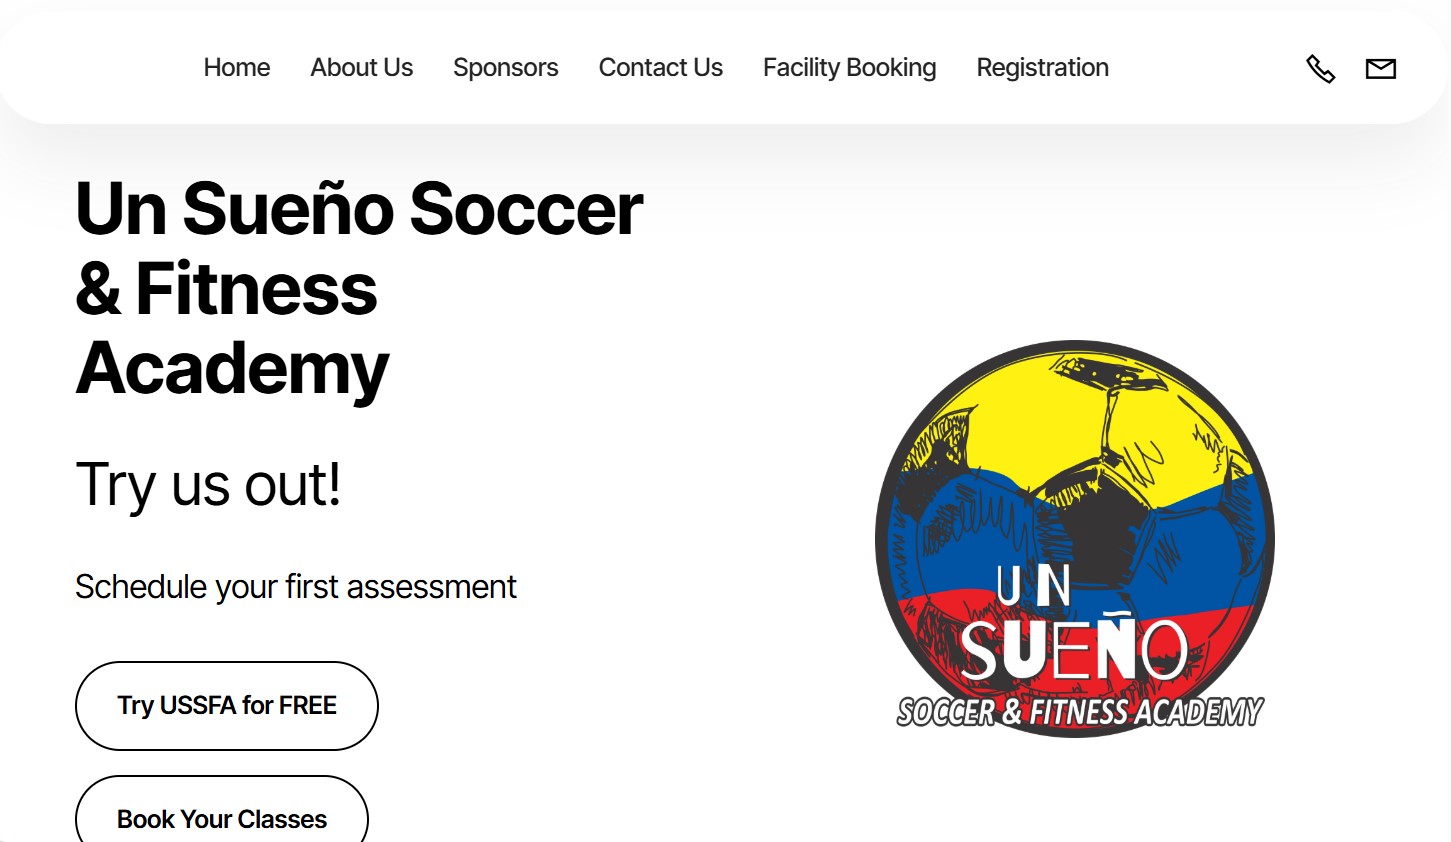 Home
About Us
Sponsors
Contact Us
Facility Booking
Registration
Un Sueño Soccer
& Fitness
Academy
Try us out!
Schedule your first assessment
Try USSFA for FREE
Book Your Classes
UN
SUEÑO
SOCCER & FITNESS ACADEMY